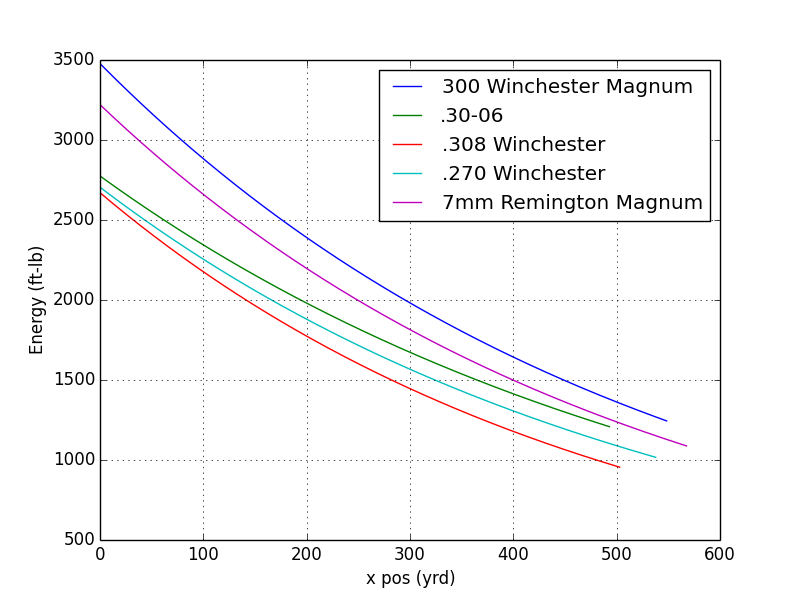 3500
3000
2500
2000
1500
1000
500
Energy (ft-lb)
300 Winchester Magnum
.30-06
.308 Winchester
.270 Winchester
7mm Remington Magnum
0 100 200 300 400 500 600
x pos (yrd)